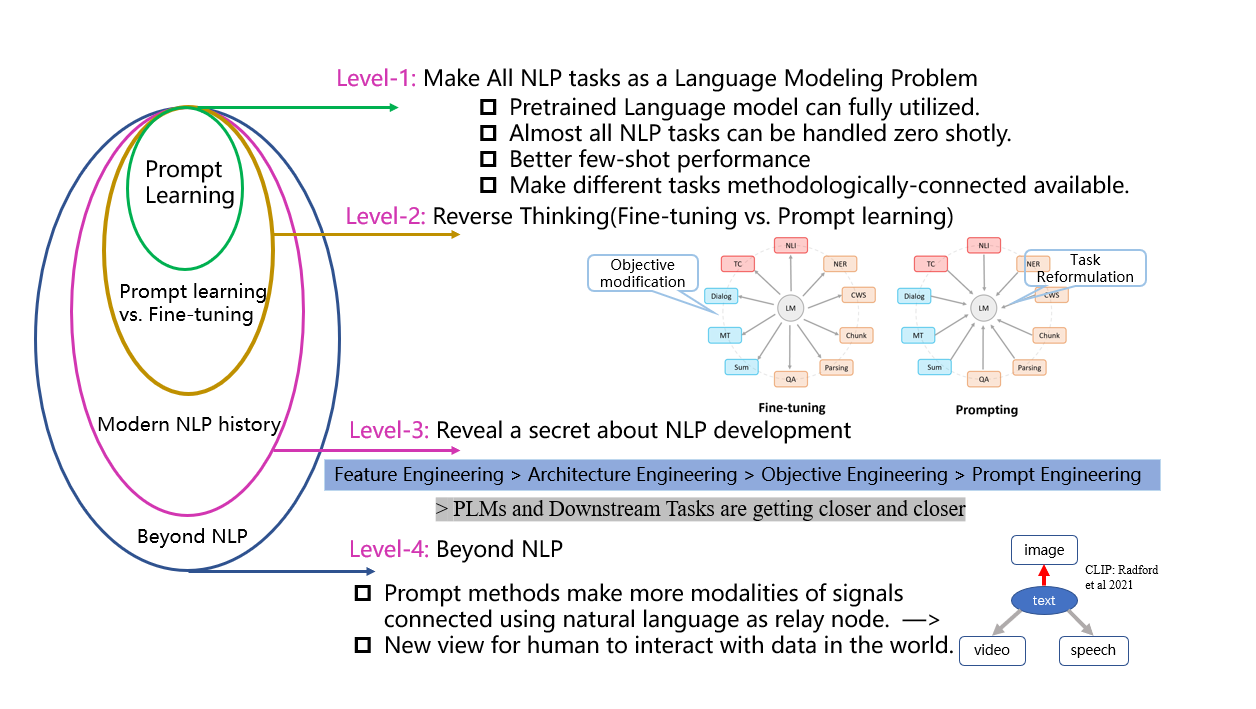 Level-1: Make All NLP tasks as a Language Modeling Problem
Pretrained Language model can fully utilized.
Almost all NLP tasks can be handled zero shotly.
Better few-shot performance
Make different tasks methodologically-connected available.
Prompt
Learning
Level-2: Reverse Thinking(Fine-tuning vs. Prompt learning)
Prompt learning
vs. Fine-tuning
Objective
modification
NLI
TC
NER
Dialog
CWS
LM
MT
Chunk
Sum
Parsing
QA
Fine-tuning
Task
Reformulation
NLI
TC
NER
Dialog
CWS
LM
MT
Chunk
Sum
Parsing
QA
Prompting
Modern NLP history
Level-3: Reveal a secret about NLP development
Feature Engineering > Architecture Engineering > Objective Engineering > Prompt Engineering
> PLMs and Downstream Tasks are getting closer and closer
Beyond NLP
Level-4: Beyond NLP
Prompt methods make more modalities of signals
connected using natural language as relay node. —>
New view for human to interact with data in the world.
image
CLIP: Radford
et al 2021
text
video
speech